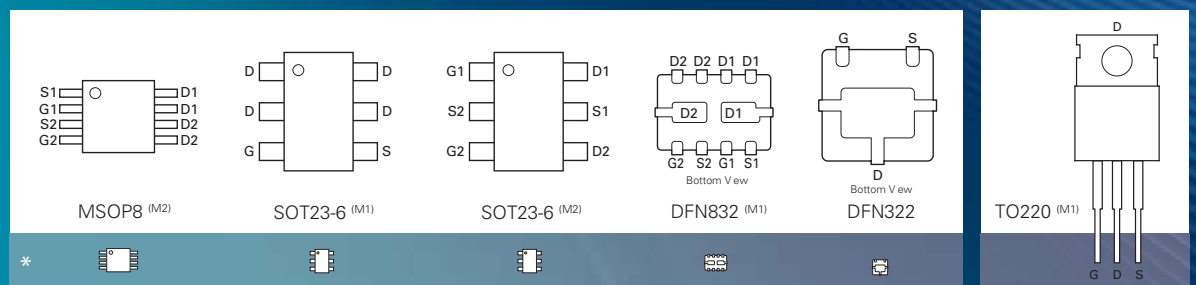 D
G S
D2 D2 D1 D1
S1 D1
G1 D1
S2 D2
G2 D2
D D
D D
G S
G1 D1
S2 S1
G2 D2
D2 D1
G2 S2 G1 S1
Bottom V ew
D
Bottom V ew
MSOP8 (M2)
SOT23-6 (M1)
SOT23-6 (M2)
DFN832 (M1)
DFN322
TO220 (M1)
*
G D S